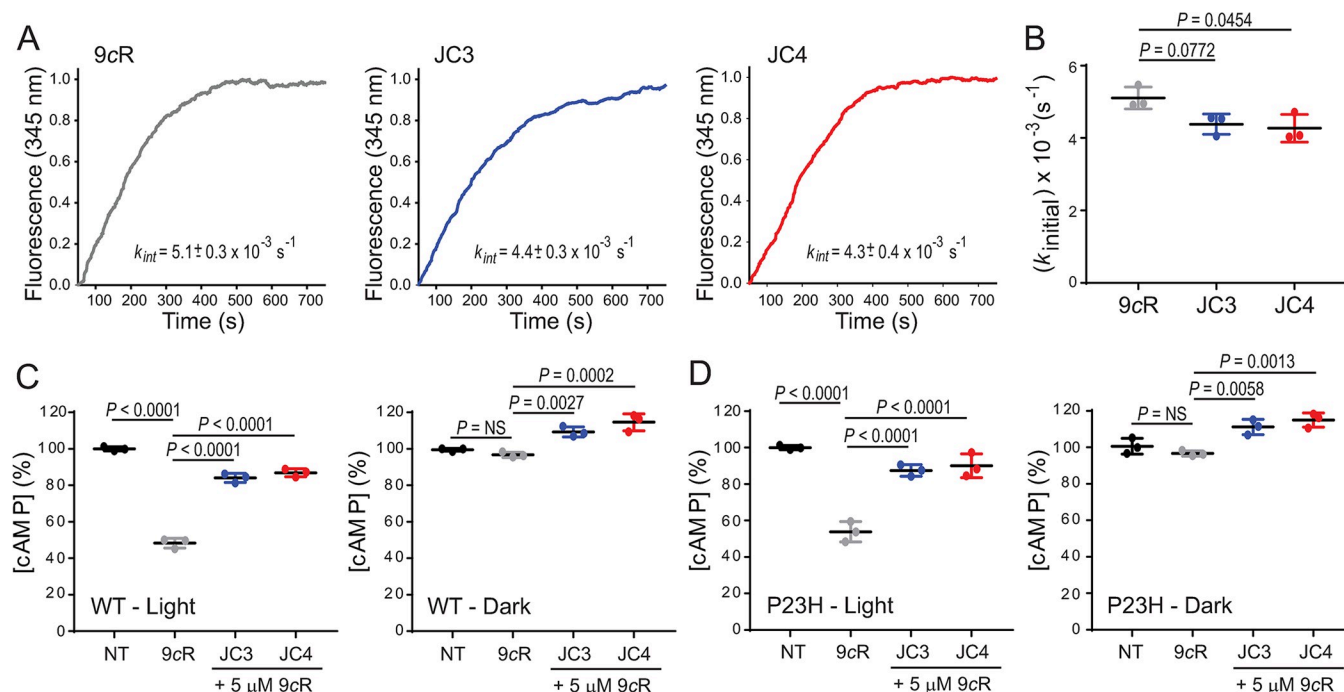 A
9cR
Fluorescence (345 nm)
1.0
0.8
0.6
0.4
0.2
0.0
k_int = 5.1 ± 0.3 x 10⁻³ s⁻¹
100 200 300 400 500 600 700
Time (s)
JC3
Fluorescence (345 nm)
1.0
0.8
0.6
0.4
0.2
0.0
k_int = 4.4 ± 0.3 x 10⁻³ s⁻¹
100 200 300 400 500 600 700
Time (s)
JC4
Fluorescence (345 nm)
1.0
0.8
0.6
0.4
0.2
0.0
k_int = 4.3 ± 0.4 x 10⁻³ s⁻¹
100 200 300 400 500 600 700
Time (s)
B
P = 0.0454
P = 0.0772
(k_initial) x 10⁻³ (s⁻¹)
6
4
2
0
9cR JC3 JC4
C
P < 0.0001
P < 0.0001
P < 0.0001
[cAMP] (%)
120
100
80
60
40
20
0
WT - Light
NT 9cR JC3 JC4
+ 5 µM 9cR
P = 0.0002
P = 0.0027
P = NS
[cAMP] (%)
120
100
80
60
40
20
0
WT - Dark
NT 9cR JC3 JC4
+ 5 µM 9cR
D
P < 0.0001
P < 0.0001
P < 0.0001
[cAMP] (%)
120
100
80
60
40
20
0
P23H - Light
NT 9cR JC3 JC4
+ 5 µM 9cR
P = 0.0013
P = 0.0058
P = NS
[cAMP] (%)
120
100
80
60
40
20
0
P23H - Dark
NT 9cR JC3 JC4
+ 5 µM 9cR